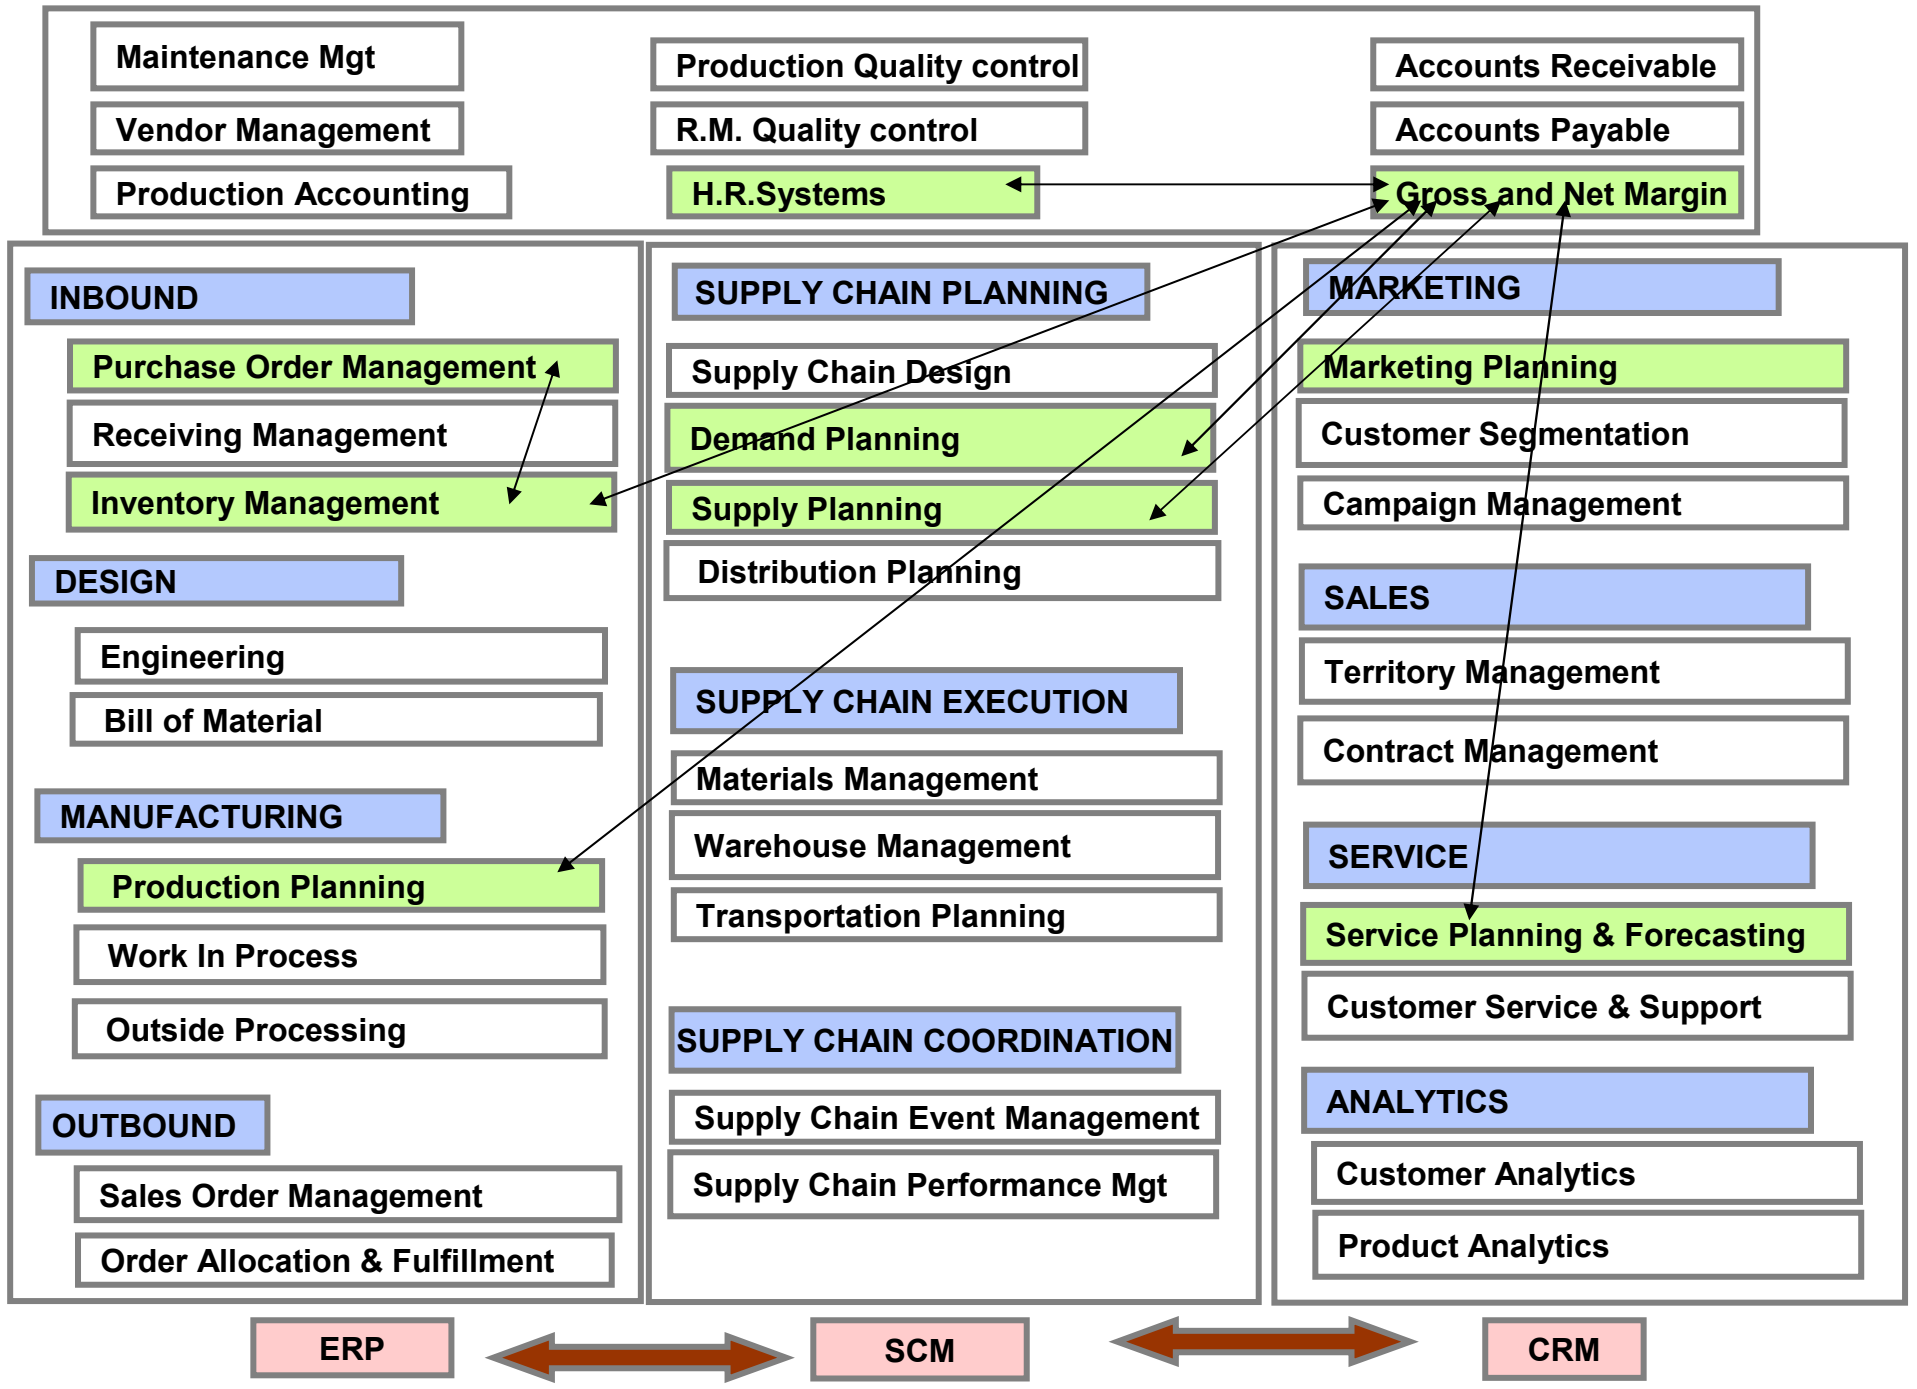 Maintenance Mgt
Production Quality control
Accounts Receivable
Vendor Management
R.M. Quality control
Accounts Payable
Production Accounting
H.R.Systems
Gross and Net Margin
INBOUND
Purchase Order Management
Receiving Management
Inventory Management
DESIGN
Engineering
Bill of Material
MANUFACTURING
Production Planning
Work In Process
Outside Processing
OUTBOUND
Sales Order Management
Order Allocation & Fulfillment
SUPPLY CHAIN PLANNING
Supply Chain Design
Demand Planning
Supply Planning
Distribution Planning
SUPPLY CHAIN EXECUTION
Materials Management
Warehouse Management
Transportation Planning
SUPPLY CHAIN COORDINATION
Supply Chain Event Management
Supply Chain Performance Mgt
MARKETING
Marketing Planning
Customer Segmentation
Campaign Management
SALES
Territory Management
Contract Management
SERVICE
Service Planning & Forecasting
Customer Service & Support
ANALYTICS
Customer Analytics
Product Analytics
ERP
SCM
CRM